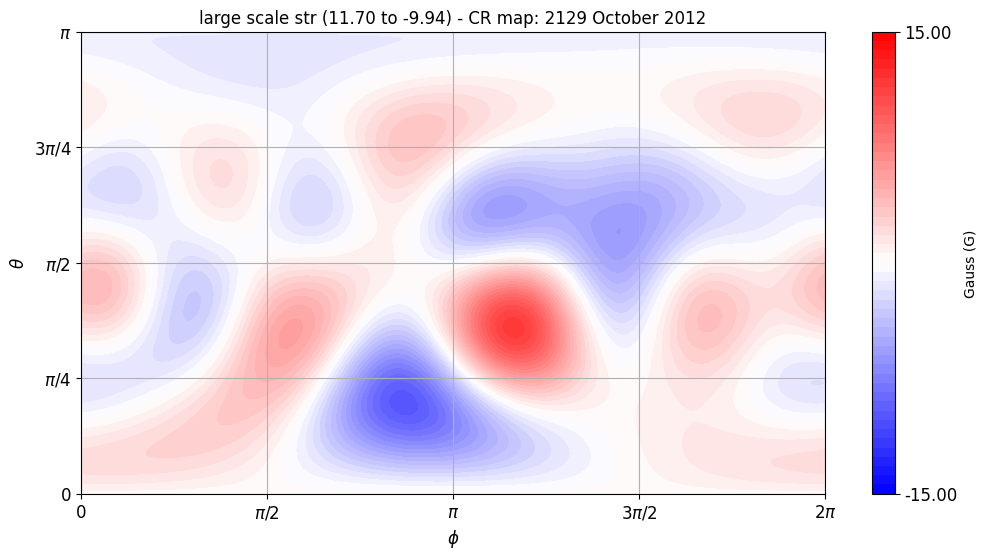 large scale str (11.70 to -9.94) - CR map: 2129 October 2012
π
3π/4
π/2
π/4
0
θ
0
π/2
π
3π/2
2π
ϕ
15.00
-15.00
Gauss (G)